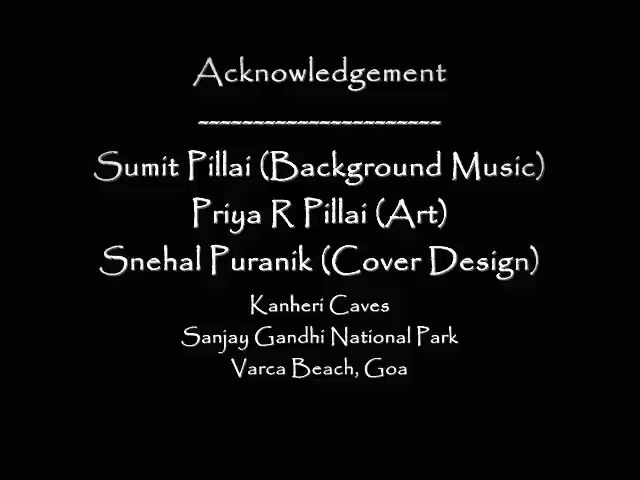 Acknowledgement
----------------------
Sumit Pillai (Background Music)
Priya R Pillai (Art)
Snehal Puranik (Cover Design)
Kanheri Caves
Sanjay Gandhi National Park
Varca Beach, Goa